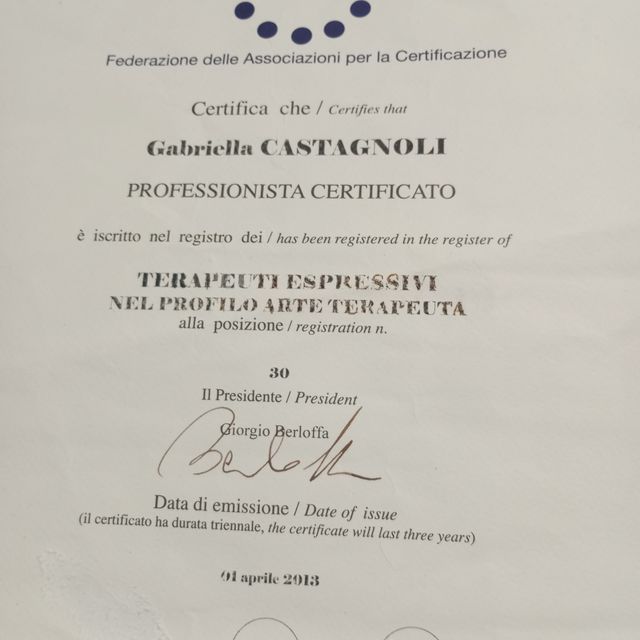 Federazione delle Associazioni per la Certificazione
Certifica che / Certifies that
Gabriella CASTAGNOLI
PROFESSIONISTA CERTIFICATO
è iscritto nel registro dei / has been registered in the register of
TERAPEUTI ESPRESSIVI
NEL PROFILO ARTE TERAPEUTA
alla posizione / registration n.
30
Il Presidente / President
Giorgio Berloffa
Berloffa
Data di emissione / Date of issue
(il certificato ha durata triennale, the certificate will last three years)
01 aprile 2013